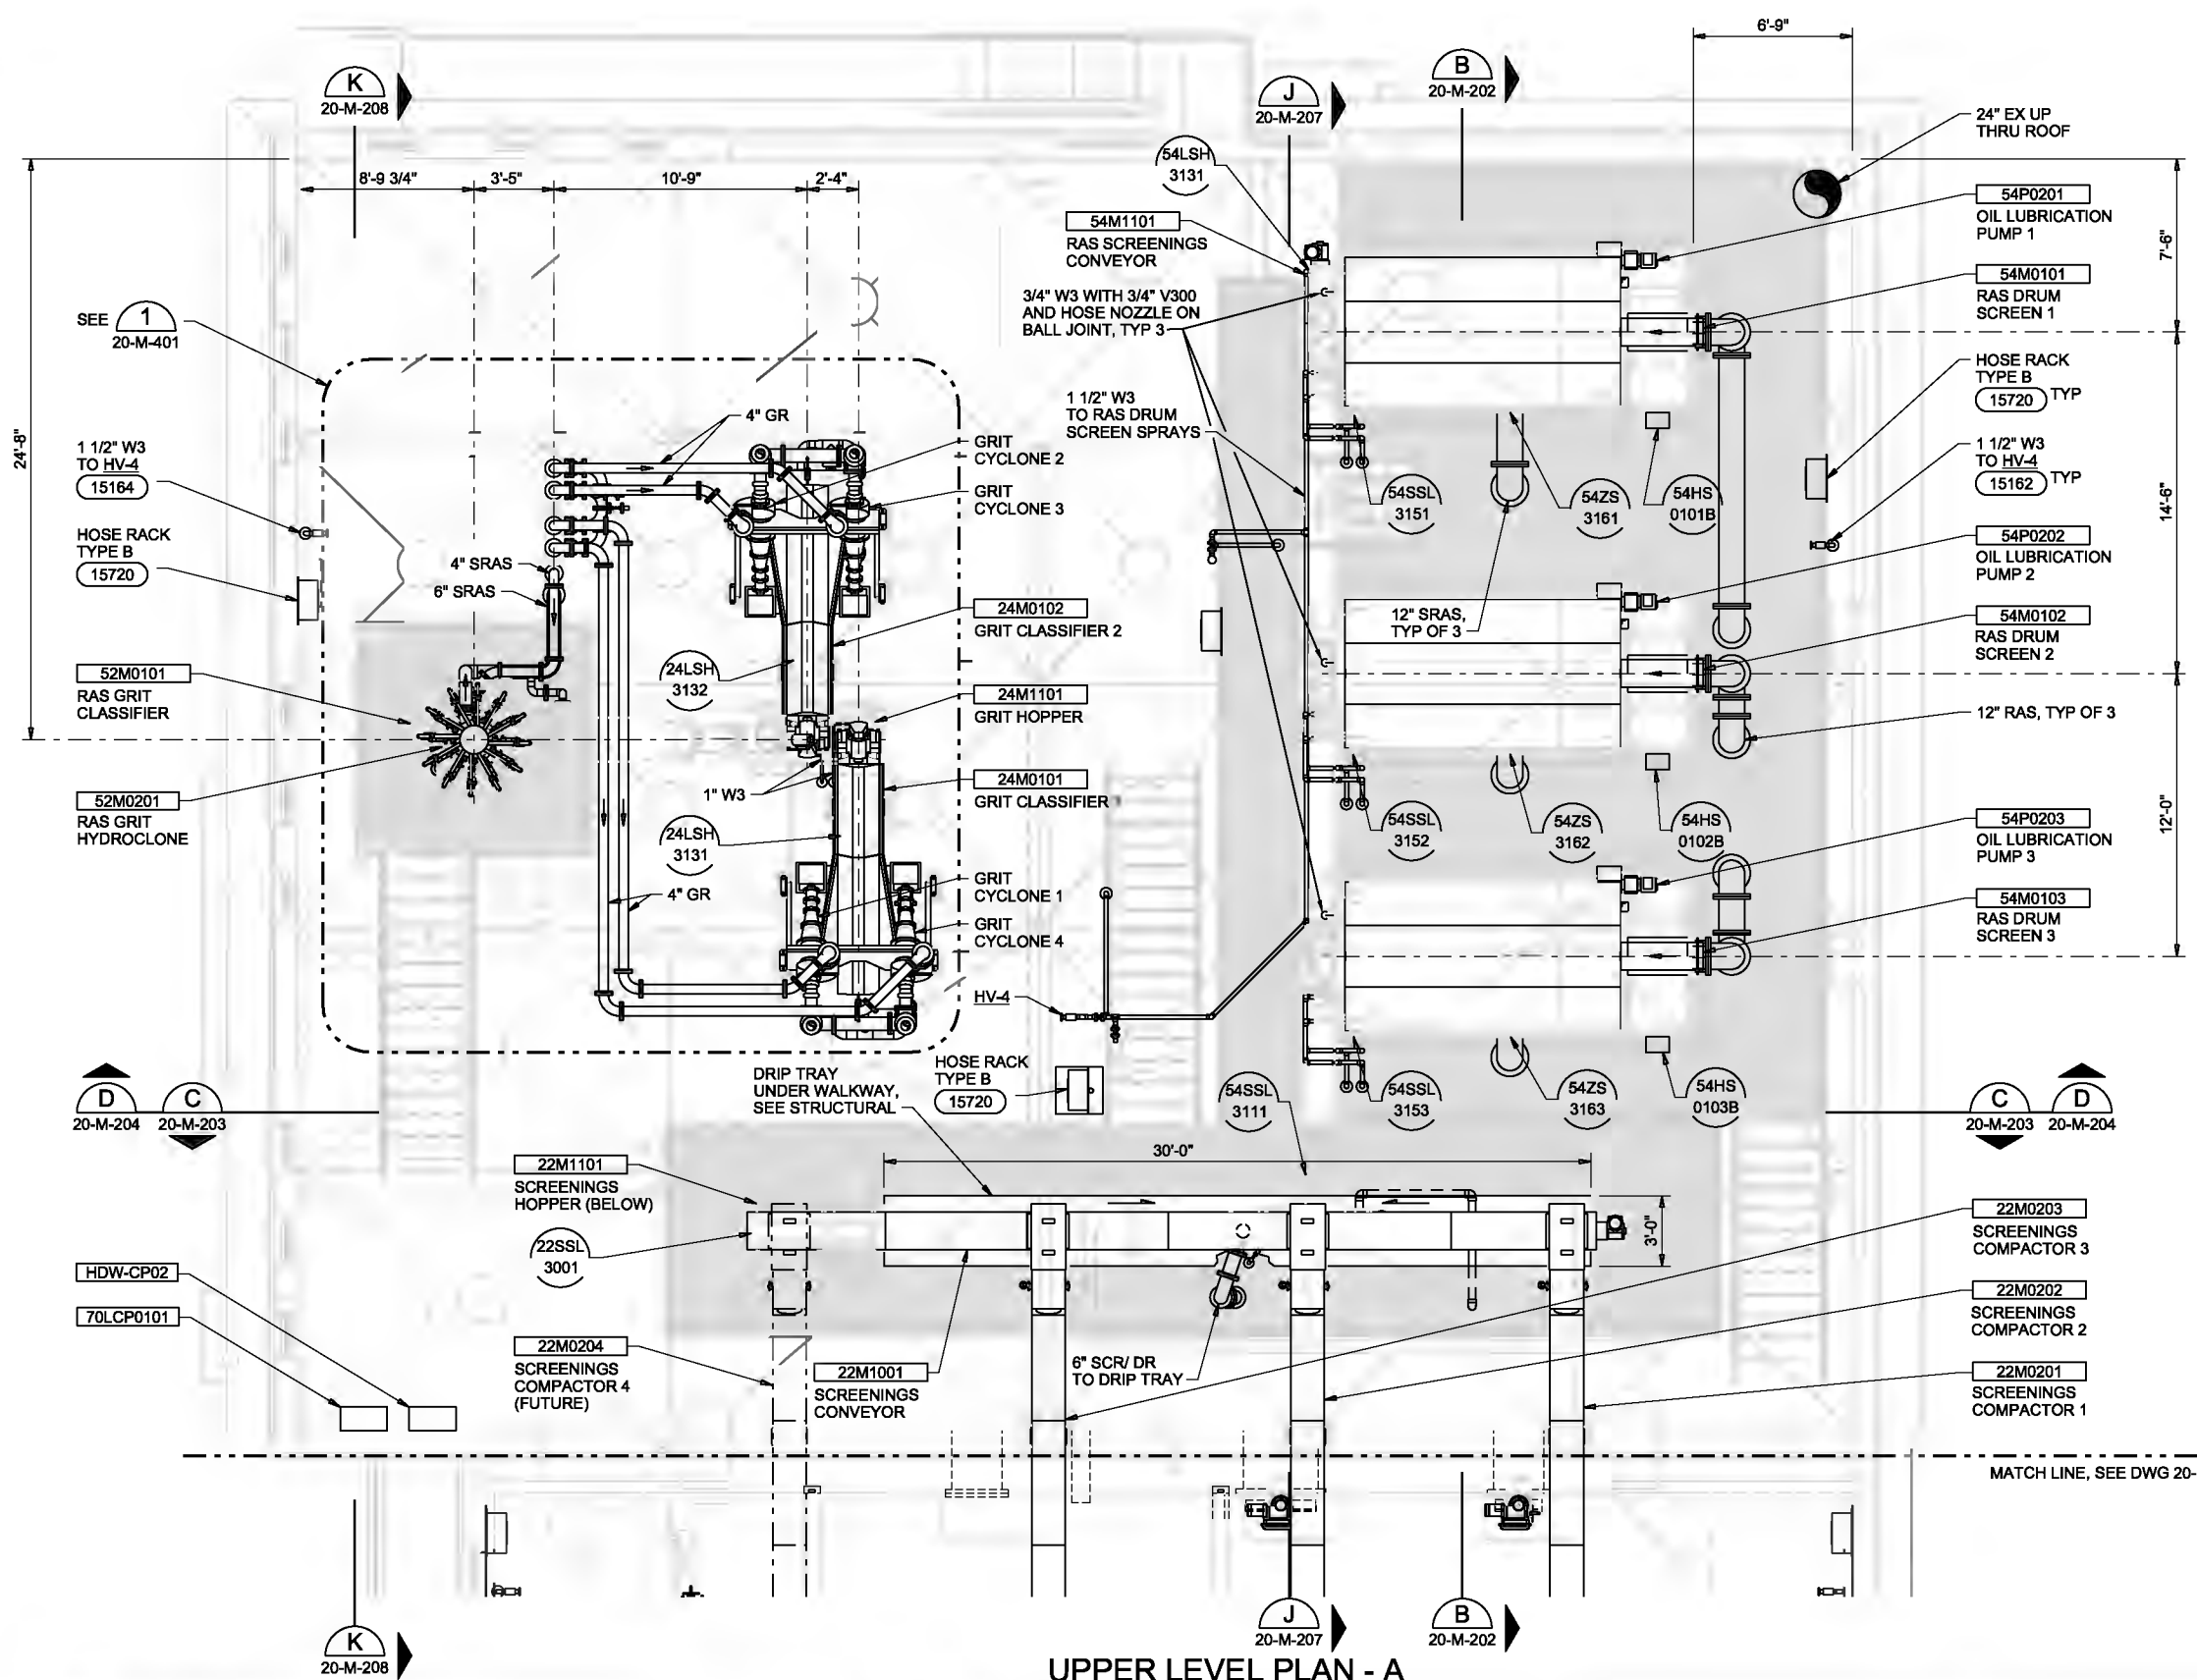 K
20-M-208
J
20-M-207
B
20-M-202
6'-9"
24" EX UP
THRU ROOF
8'-9 3/4"
3'-5"
10'-9"
2'-4"
24'-8"
SEE
1
20-M-401
1 1/2" W3
TO HV-4
15164
HOSE RACK
TYPE B
15720
52M0101
RAS GRIT
CLASSIFIER
52M0201
RAS GRIT
HYDROCLONE
4" SRAS
6" SRAS
4" GR
4" GR
1" W3
24LSH
3132
24LSH
3131
GRIT
CYCLONE 2
GRIT
CYCLONE 3
24M0102
GRIT CLASSIFIER 2
24M1101
GRIT HOPPER
24M0101
GRIT CLASSIFIER 1
GRIT
CYCLONE 1
GRIT
CYCLONE 4
HV-4
HOSE RACK
TYPE B
15720
54LSH
3131
54M1101
RAS SCREENINGS
CONVEYOR
3/4" W3 WITH 3/4" V300
AND HOSE NOZZLE ON
BALL JOINT, TYP 3
1 1/2" W3
TO RAS DRUM
SCREEN SPRAYS
54SSL
3151
54ZS
3161
54HS
0101B
12" SRAS,
TYP OF 3
54SSL
3152
54ZS
3162
54HS
0102B
54SSL
3111
54SSL
3153
54ZS
3163
54HS
0103B
54P0201
OIL LUBRICATION
PUMP 1
54M0101
RAS DRUM
SCREEN 1
HOSE RACK
TYPE B
15720 TYP
1 1/2" W3
TO HV-4
15162 TYP
54P0202
OIL LUBRICATION
PUMP 2
54M0102
RAS DRUM
SCREEN 2
12" RAS, TYP OF 3
54P0203
OIL LUBRICATION
PUMP 3
54M0103
RAS DRUM
SCREEN 3
7'-6"
14'-6"
12'-0"
D
20-M-204
C
20-M-203
C
20-M-203
D
20-M-204
DRIP TRAY
UNDER WALKWAY,
SEE STRUCTURAL
30'-0"
3'-0"
22M1101
SCREENINGS
HOPPER (BELOW)
22SSL
3001
HDW-CP02
70LCP0101
22M0204
SCREENINGS
COMPACTOR 4
(FUTURE)
22M1001
SCREENINGS
CONVEYOR
6" SCR/ DR
TO DRIP TRAY
22M0203
SCREENINGS
COMPACTOR 3
22M0202
SCREENINGS
COMPACTOR 2
22M0201
SCREENINGS
COMPACTOR 1
MATCH LINE, SEE DWG 20-
K
20-M-208
J
20-M-207
B
20-M-202
UPPER LEVEL PLAN - A